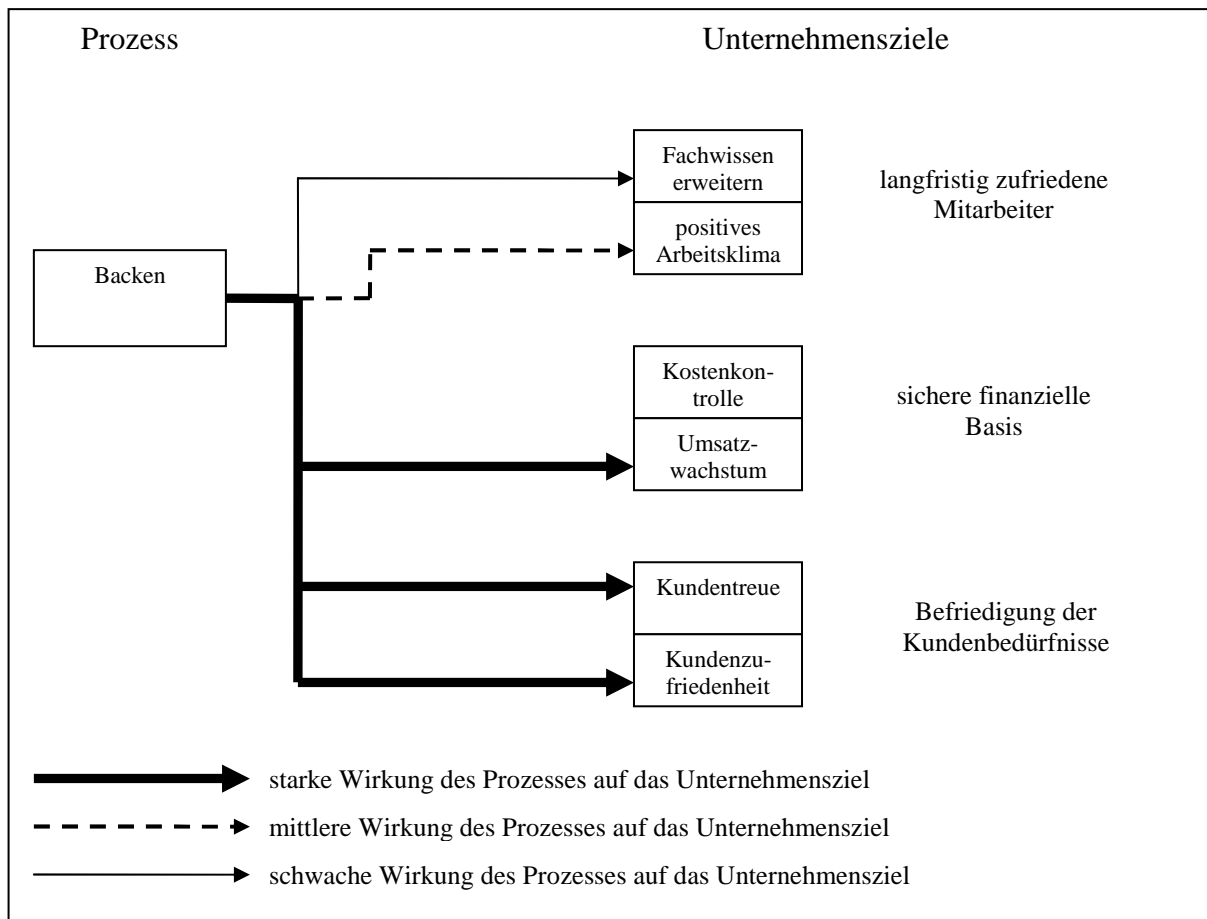 Prozess
Unternehmensziele
Fachwissen
erweitern
langfristig zufriedene
Mitarbeiter
positives
Arbeitsklima
Backen
Kostenkon-
trolle
sichere finanzielle
Basis
Umsatz-
wachstum
Kundentreue
Befriedigung der
Kundenbedürfnisse
Kundenzu-
friedenheit
starke Wirkung des Prozesses auf das Unternehmensziel
mittlere Wirkung des Prozesses auf das Unternehmensziel
schwache Wirkung des Prozesses auf das Unternehmensziel